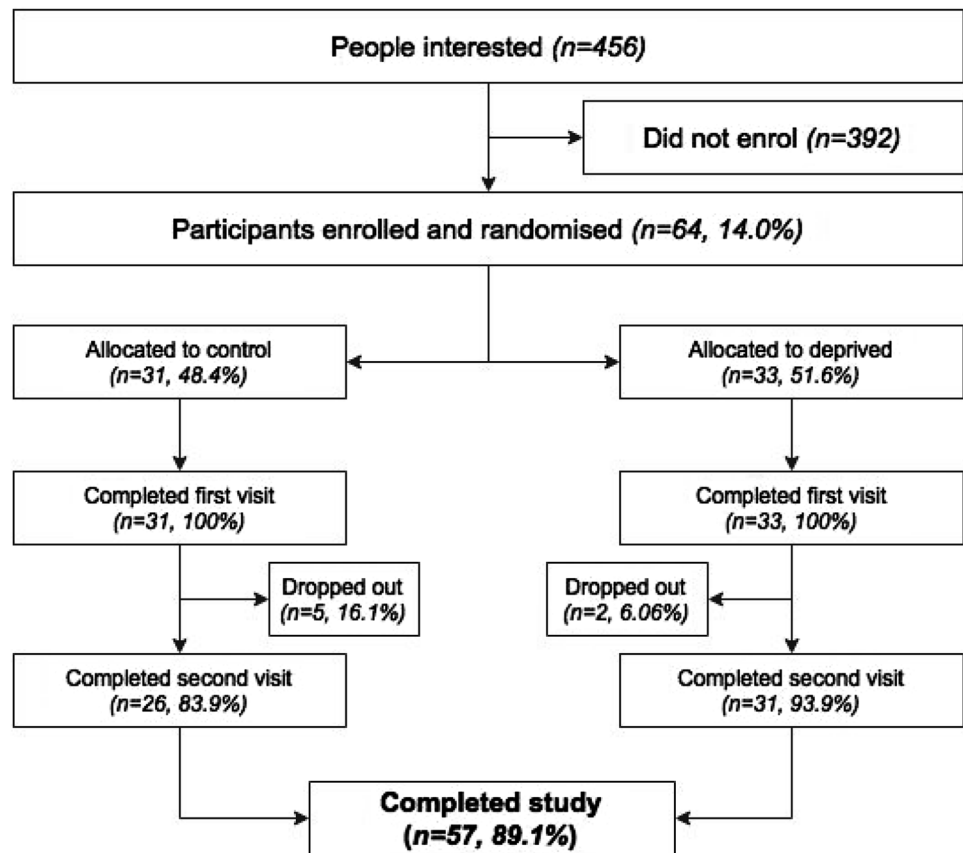 People interested (n=456)
Did not enrol (n=392)
Participants enrolled and randomised (n=64, 14.0%)
Allocated to control
(n=31, 48.4%)
Allocated to deprived
(n=33, 51.6%)
Completed first visit
(n=31, 100%)
Completed first visit
(n=33, 100%)
Dropped out
(n=5, 16.1%)
Dropped out
(n=2, 6.06%)
Completed second visit
(n=26, 83.9%)
Completed second visit
(n=31, 93.9%)
Completed study
(n=57, 89.1%)